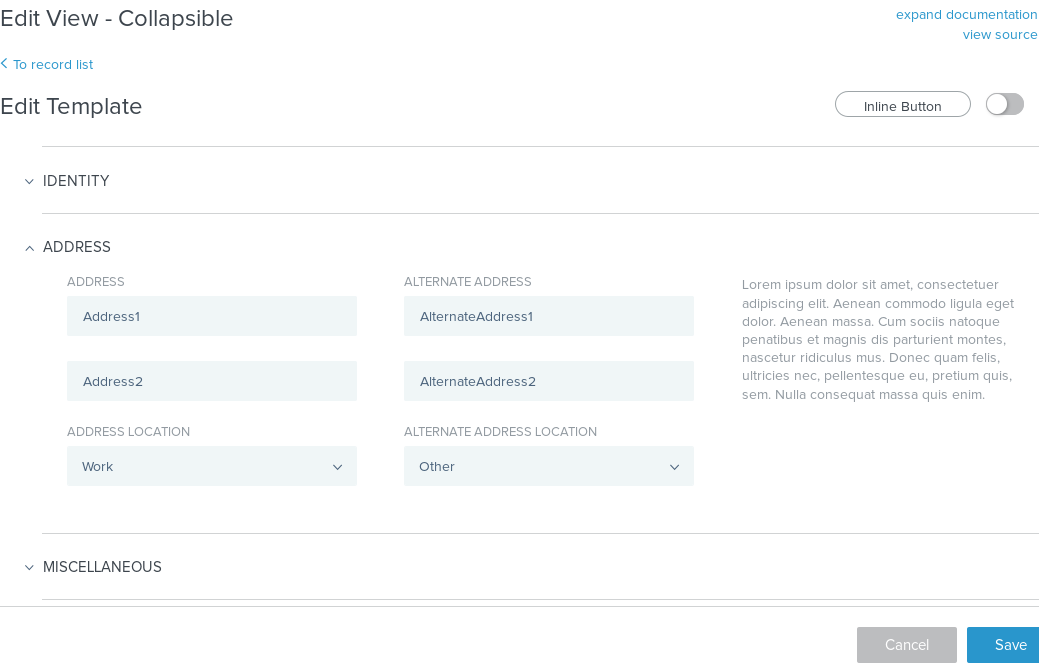 Edit View - Collapsible
expand documentation
view source
To record list
Edit Template
Inline Button
IDENTITY
ADDRESS
ADDRESS
ALTERNATE ADDRESS
Address1
AlternateAddress1
Address2
AlternateAddress2
ADDRESS LOCATION
ALTERNATE ADDRESS LOCATION
Work
Other
Lorem ipsum dolor sit amet, consectetuer
adipiscing elit. Aenean commodo ligula eget
dolor. Aenean massa. Cum sociis natoque
penatibus et magnis dis parturient montes,
nascetur ridiculus mus. Donec quam felis,
ultricies nec, pellentesque eu, pretium quis,
sem. Nulla consequat massa quis enim.
MISCELLANEOUS
Cancel
Save